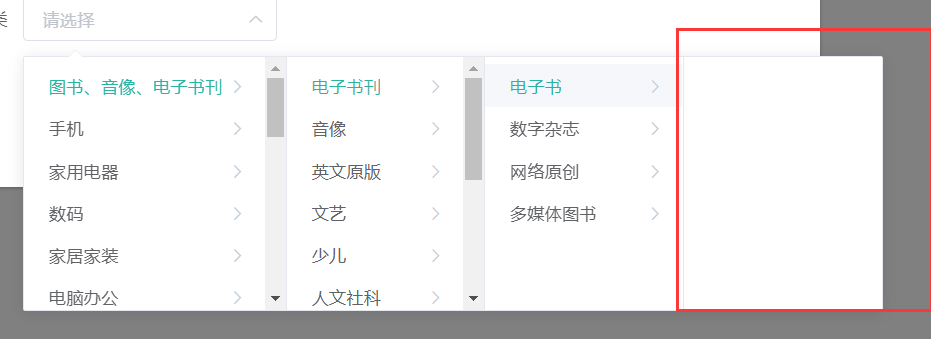 类
请选择
图书、音像、电子书刊
手机
家用电器
数码
家居家装
电脑办公
电子书刊
音像
英文原版
文艺
少儿
人文社科
电子书
数字杂志
网络原创
多媒体图书